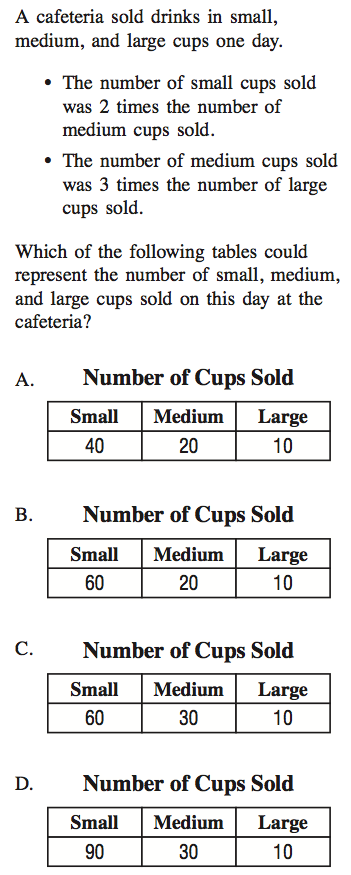 A cafeteria sold drinks in small,
medium, and large cups one day.
• The number of small cups sold
was 2 times the number of
medium cups sold.
• The number of medium cups sold
was 3 times the number of large
cups sold.
Which of the following tables could
represent the number of small, medium,
and large cups sold on this day at the
cafeteria?
A. Number of Cups Sold
Small Medium Large
40 20 10
B. Number of Cups Sold
Small Medium Large
60 20 10
C. Number of Cups Sold
Small Medium Large
60 30 10
D. Number of Cups Sold
Small Medium Large
90 30 10